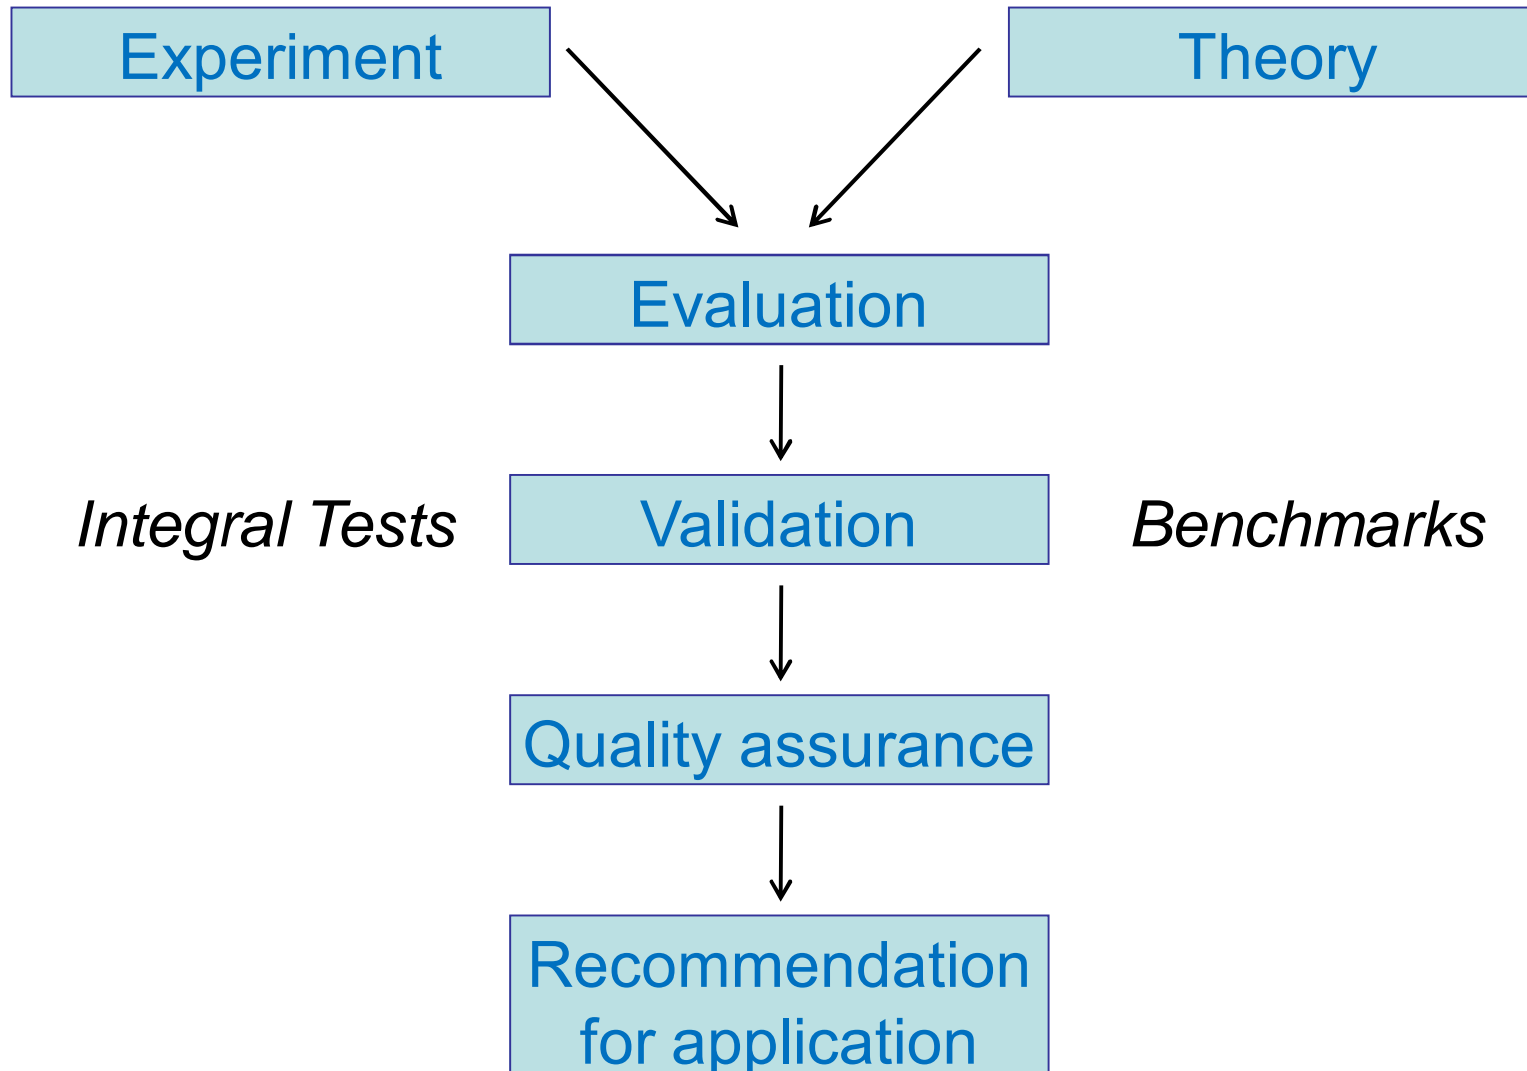 Experiment
Theory
Evaluation
Integral Tests
Validation
Benchmarks
Quality assurance
Recommendation
for application